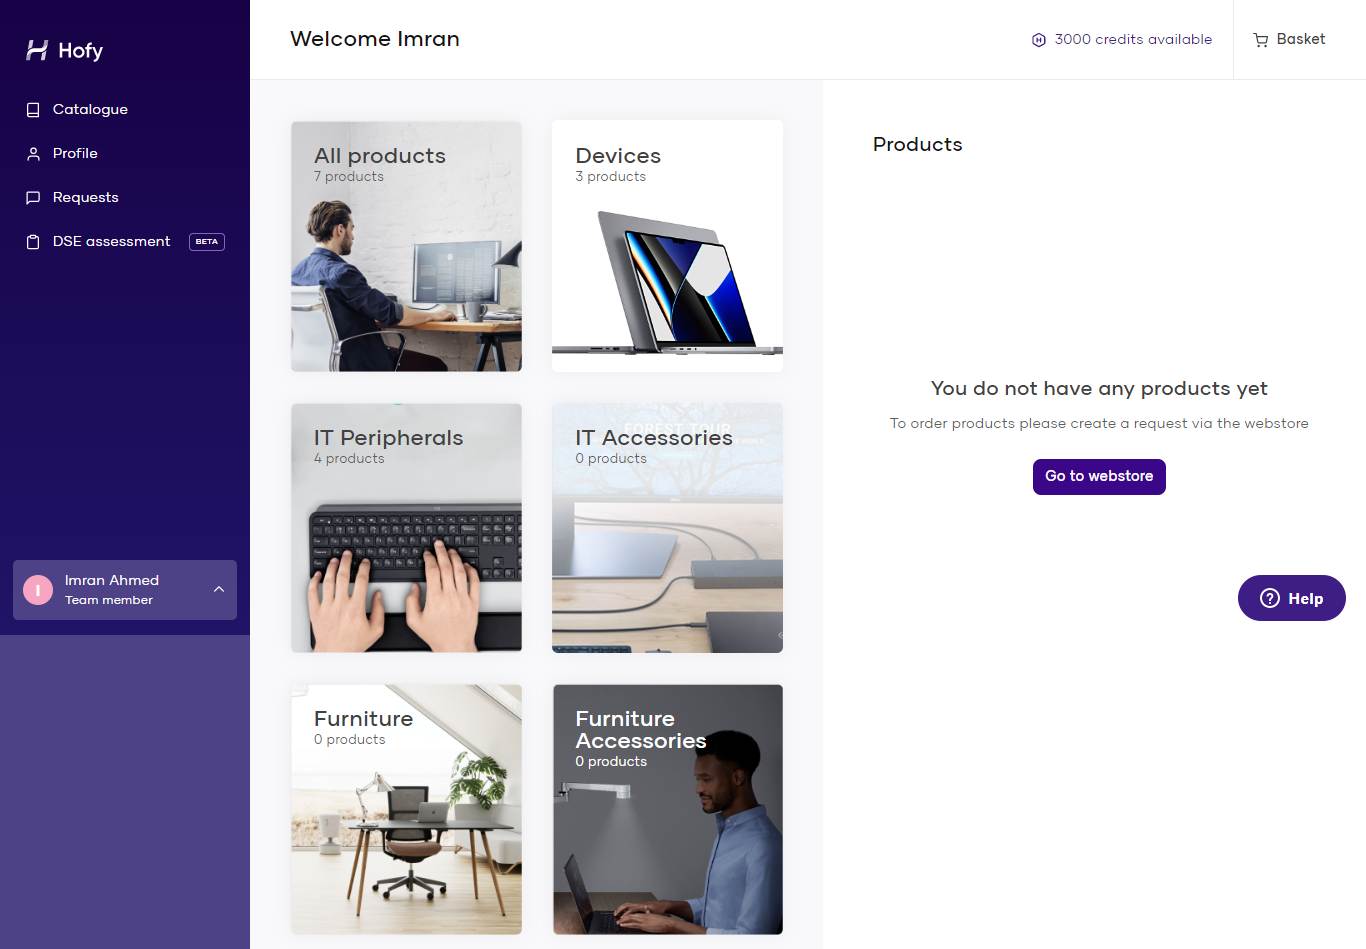 Hofy
Catalogue
Profile
Requests
DSE assessment BETA
I
Imran Ahmed
Team member
Welcome Imran
3000 credits available
Basket
All products
7 products
Devices
3 products
IT Peripherals
4 products
FOREST TOUR
IT Accessories
0 products
Furniture
0 products
Furniture
Accessories
0 products
Products
You do not have any products yet
To order products please create a request via the webstore
Go to webstore
Help